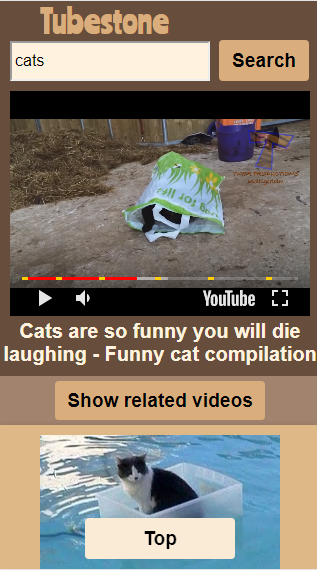 Tubestone
cats
Search
YouTube
Cats are so funny you will die
laughing - Funny cat compilation
Show related videos
Top